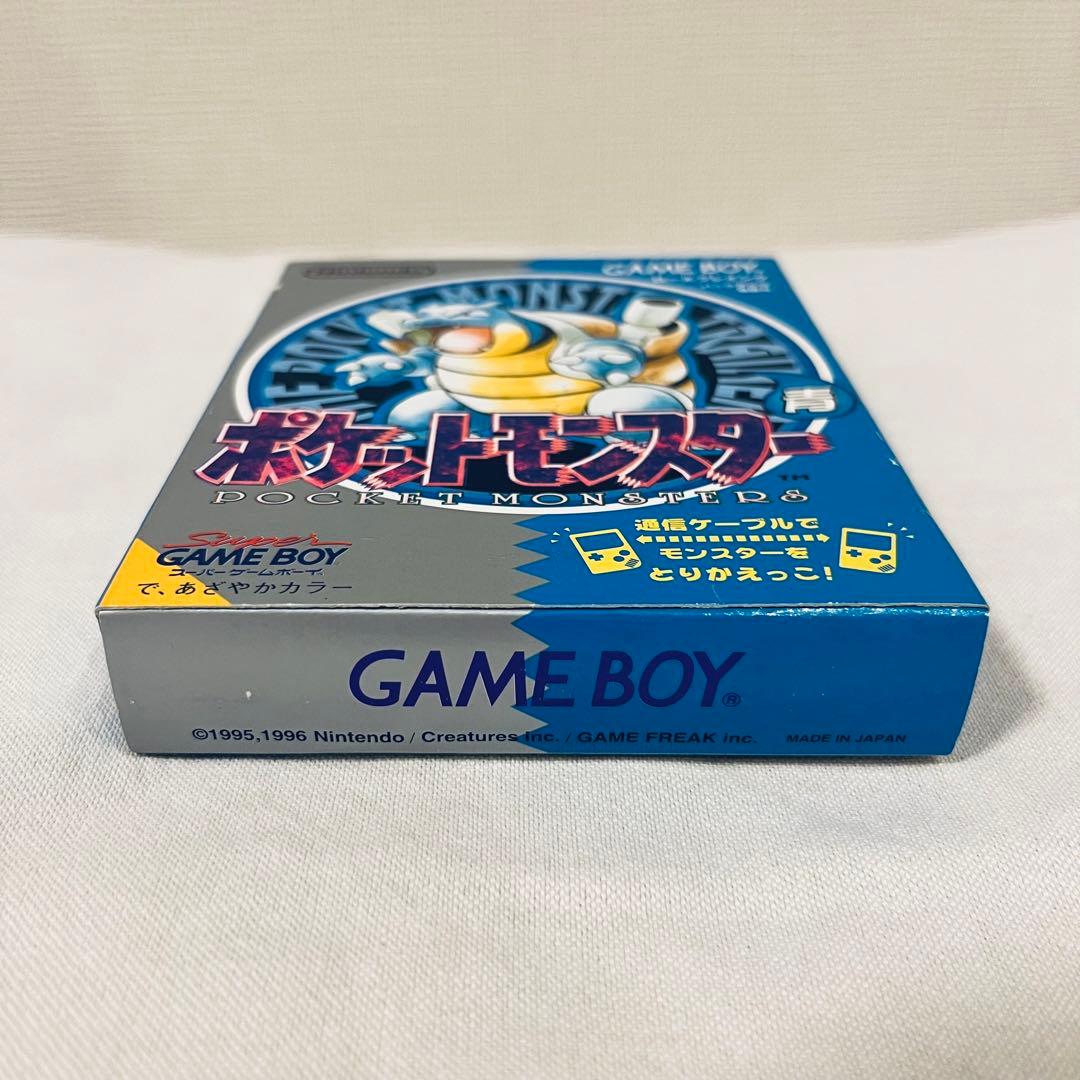 GAME BOY
POCKET MONSTERS
青
ポケットモンスター
TM
POCKET MONSTERS
通信ケーブルで
モンスターを
とりかえっこ!
Super
GAME BOY
スーパーゲームボーイ
で、あざやかカラー
GAME BOY®
©1995,1996 Nintendo / Creatures inc. / GAME FREAK inc. MADE IN JAPAN